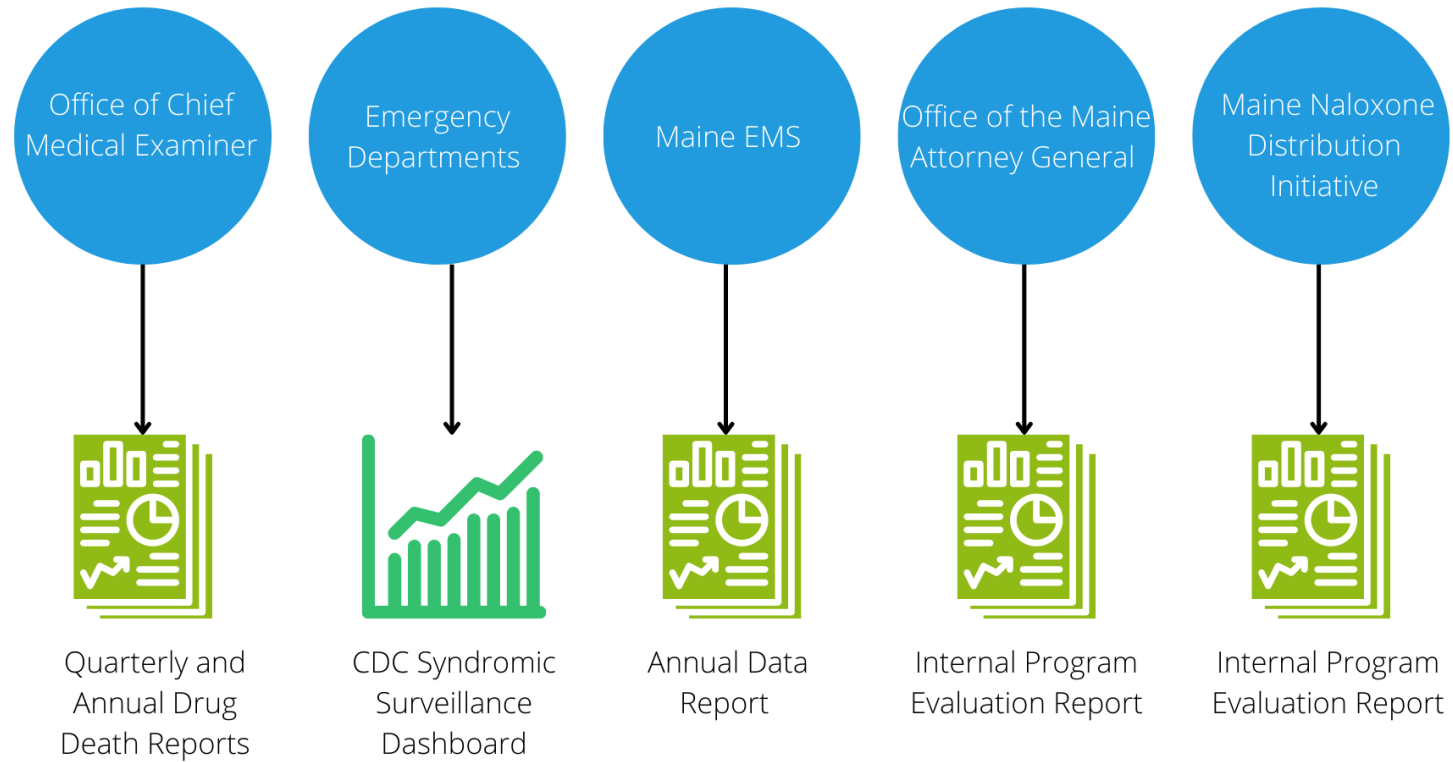 Office of Chief
Medical Examiner
Emergency
Departments
Maine EMS
Office of the Maine
Attorney General
Maine Naloxone
Distribution
Initiative
Quarterly and
Annual Drug
Death Reports
CDC Syndromic
Surveillance
Dashboard
Annual Data
Report
Internal Program
Evaluation Report
Internal Program
Evaluation Report